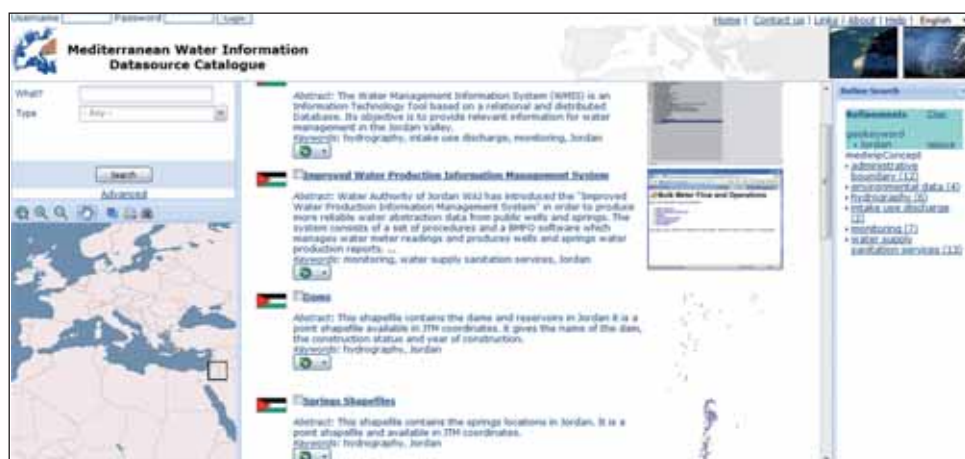 Username Password Login
Home | Contact us | Links | About | Help | English
Mediterranean Water Information
Datasource Catalogue
What?
Type - Any -
Search
Advanced
Abstract: The Water Management Information System (WMIS) is an
Information Technology Tool based on a relational and distributed
Database. Its objective is to provide relevant information for water
management in the Jordan Valley.
Keywords: hydrography, intake use discharge, monitoring, Jordan
Improved Water Production Information Management System
Abstract: Water Authority of Jordan WAJ has introduced the "Improved
Water Production Information Management System" in order to produce
more reliable water abstraction data from public wells and springs. The
system consists of a set of procedures and a BMFO software which
manages water meter readings and produces wells and springs water
production reports. ...
Keywords: monitoring, water supply sanitation services, Jordan
Bulk Meter Flow and Operations
Dams
Abstract: This shapefile contains the dams and reservoirs in Jordan it is a
point shapefile available in JTM coordinates. it gives the name of the dam,
the construction status and year of construction.
Keywords: hydrography, Jordan
Springs Shapefiles
Abstract: This shapefile contains the springs locations in Jordan. It is a
point shapefile and available in JTM coordinates.
Keywords: hydrography, Jordan
Refine Search
Refinements Clear
geokeyword
Jordan remove
medwipConcept
administrative
boundary (12)
environmental data (4)
hydrography (6)
intake use discharge
monitoring (7)
water supply
sanitation services (13)